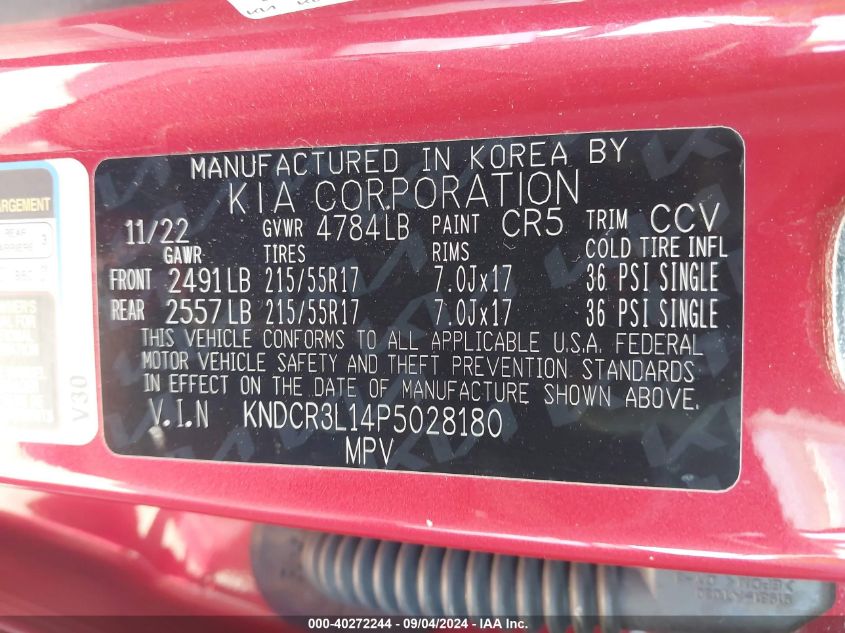 MANUFACTURED IN KOREA BY
KIA CORPORATION
11/22 GVWR 4784LB PAINT CR5 TRIM CCV
GAWR TIRES RIMS COLD TIRE INFL
FRONT 2491LB 215/55R17 7.0Jx17 36 PSI SINGLE
REAR 2557LB 215/55R17 7.0Jx17 36 PSI SINGLE
THIS VEHICLE CONFORMS TO ALL APPLICABLE U.S.A. FEDERAL
MOTOR VEHICLE SAFETY AND THEFT PREVENTION STANDARDS
IN EFFECT ON THE DATE OF MANUFACTURE SHOWN ABOVE.
V.I.N KNDCR3L14P5028180
MPV
ARGEMENT
REAR 3
V30
000-40272244 - 09/04/2024 - IAA Inc.